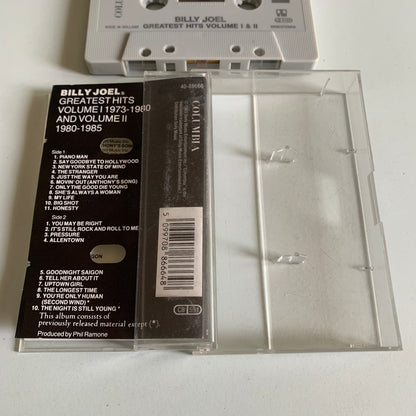 COLUMBIA
BILLY JOEL
MADE IN HOLLAND
GREATEST HITS VOLUME I & II
40-88666
BILLY JOEL
GREATEST HITS
VOLUME I 1973-1980
AND VOLUME II
1980-1985
HONY'S SON
Side 1
1. PIANO MAN
2. SAY GOODBYE TO HOLLYWOOD
3. NEW YORK STATE OF MIND
4. THE STRANGER
5. JUST THE WAY YOU ARE
6. MOVIN' OUT (ANTHONY'S SONG)
7. ONLY THE GOOD DIE YOUNG
8. SHE'S ALWAYS A WOMAN
9. MY LIFE
10. BIG SHOT
11. HONESTY
Side 2
1. YOU MAY BE RIGHT
2. IT'S STILL ROCK AND ROLL TO ME
3. PRESSURE
4. ALLENTOWN
GON
5. GOODNIGHT SAIGON
6. TELL HER ABOUT IT
7. UPTOWN GIRL
8. THE LONGEST TIME
9. YOU'RE ONLY HUMAN
(SECOND WIND) *
10. THE NIGHT IS STILL YOUNG *
This album consists of
previously released material except (*).
Produced by Phil Ramone
COLUMBIA
5 099708 866648